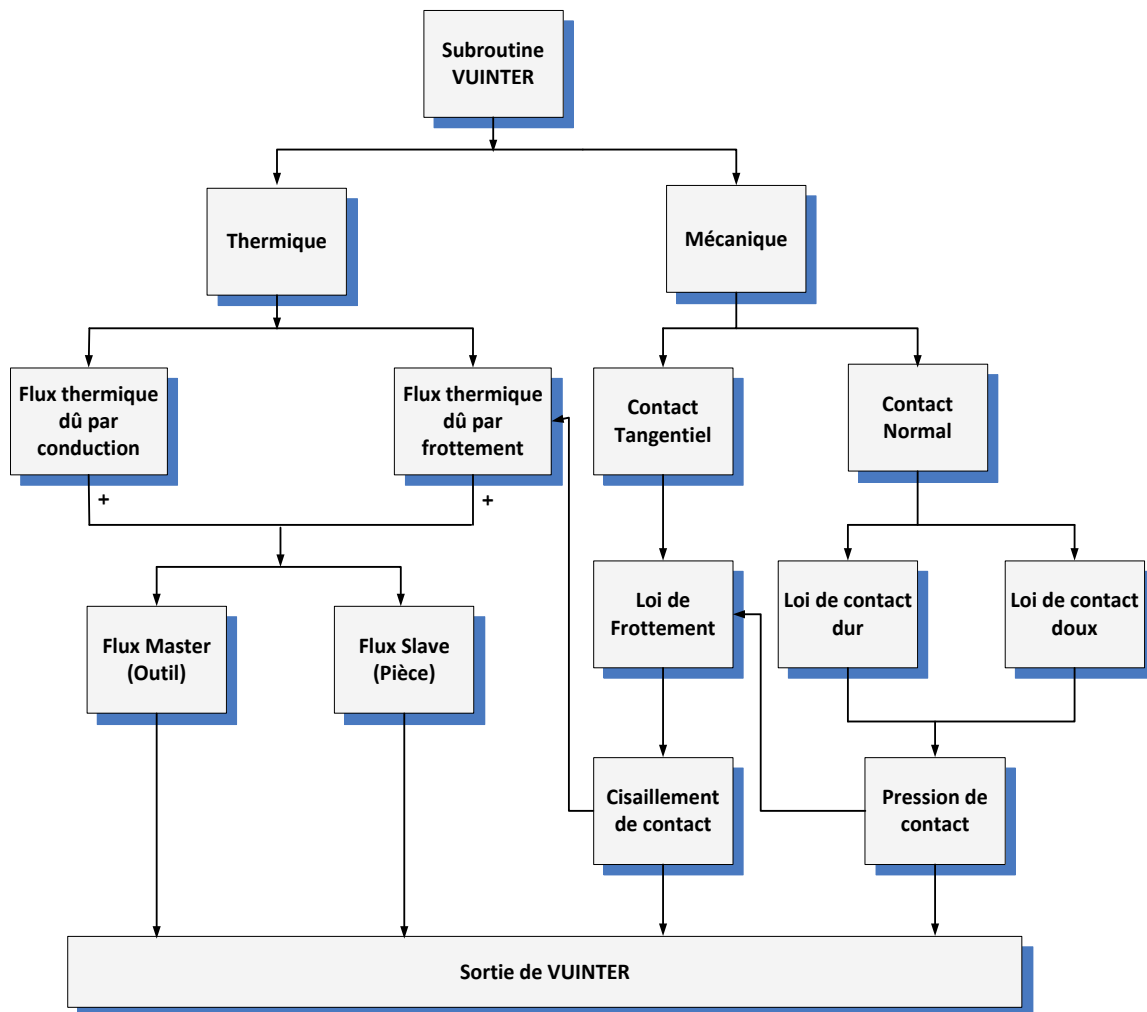 Subroutine
VUINTER
Thermique
Mécanique
Flux thermique
dû par
conduction
Flux thermique
dû par
frottement
Contact
Tangentiel
Contact
Normal
+
+
Loi de
Frottement
Loi de contact
dur
Loi de contact
doux
Flux Master
(Outil)
Flux Slave
(Pièce)
Cisaillement
de contact
Pression de
contact
Sortie de VUINTER